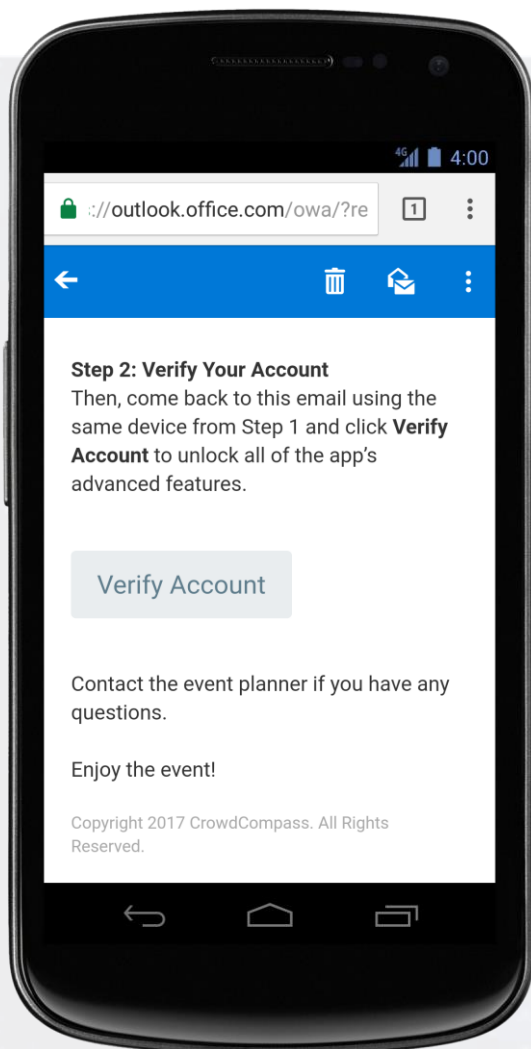 4G 4:00
://outlook.office.com/owa/?re 1
Step 2: Verify Your Account
Then, come back to this email using the
same device from Step 1 and click Verify
Account to unlock all of the app's
advanced features.
Verify Account
Contact the event planner if you have any
questions.
Enjoy the event!
Copyright 2017 CrowdCompass. All Rights
Reserved.